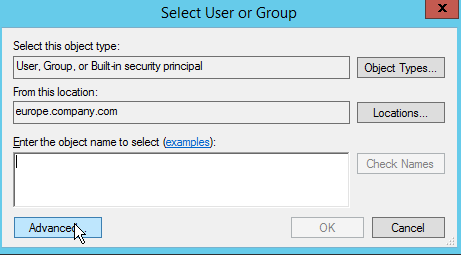 Select User or Group
x
Select this object type:
User, Group, or Built-in security principal
Object Types...
From this location:
europe.company.com
Locations...
Enter the object name to select (examples):
Check Names
Advanced...
OK
Cancel